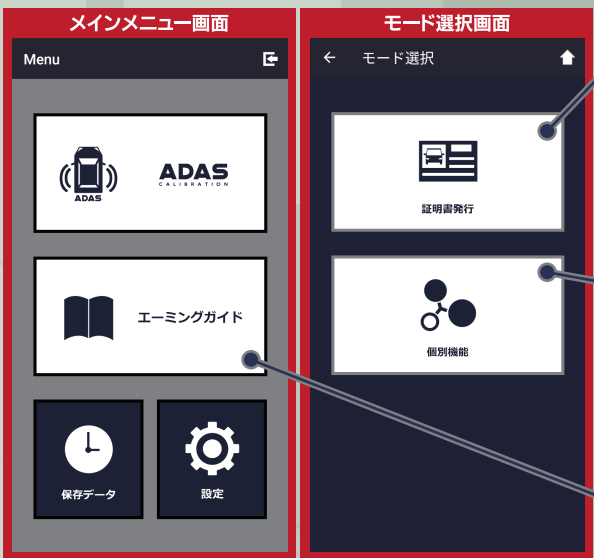 メインメニュー画面
Menu
ADAS
ADAS
CALIBRATION
エーミングガイド
保存データ
設定
モード選択画面
モード選択
証明書発行
個別機能